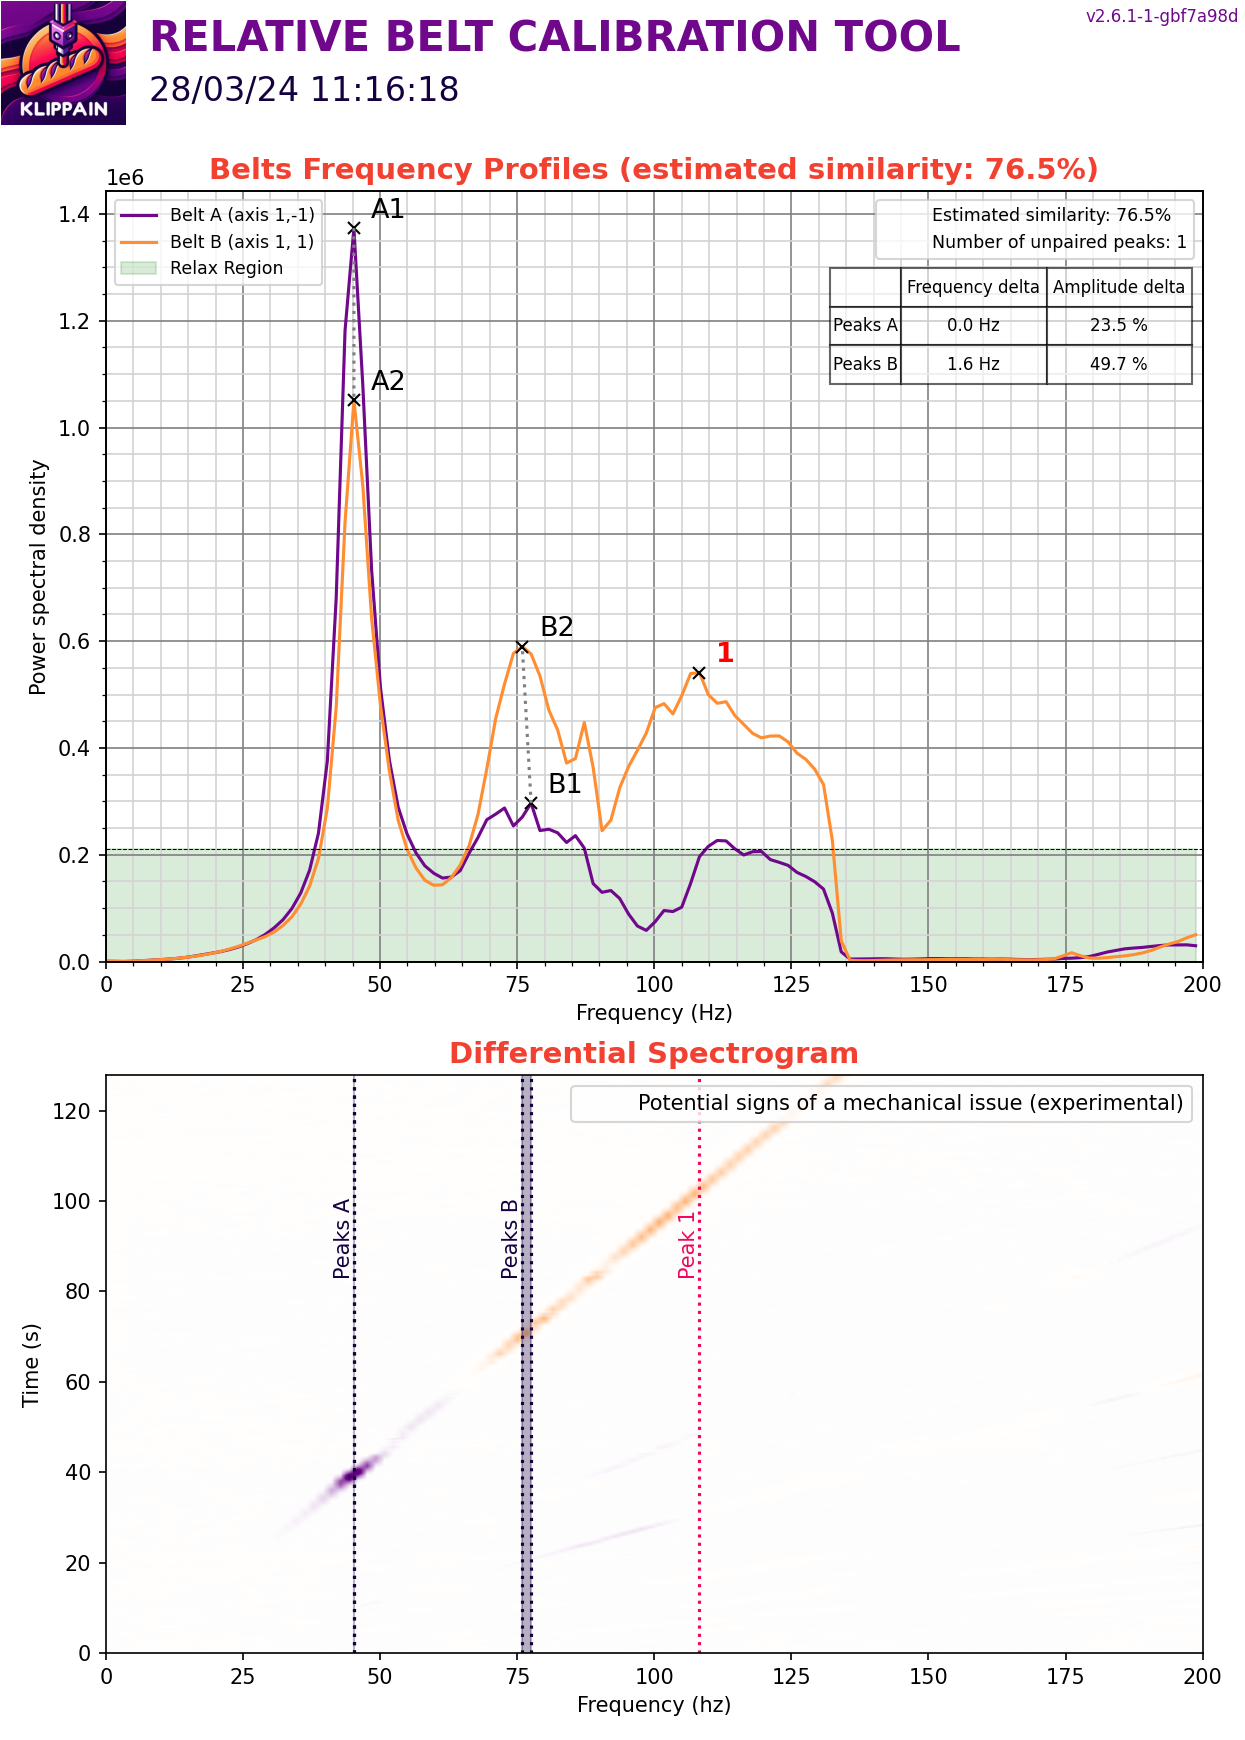 v2.6.1-1-gbf7a98d
RELATIVE BELT CALIBRATION TOOL
28/03/24 11:16:18
KLIPPAIN
Belts Frequency Profiles (estimated similarity: 76.5%)
1e6
Belt A (axis 1,-1)
Belt B (axis 1, 1)
Relax Region
Estimated similarity: 76.5%
Number of unpaired peaks: 1
Frequency delta Amplitude delta
Peaks A 0.0 Hz 23.5 %
Peaks B 1.6 Hz 49.7 %
A1
A2
B2
1
B1
1.4
1.2
1.0
0.8
0.6
0.4
0.2
0.0
Power spectral density
0 25 50 75 100 125 150 175 200
Frequency (Hz)
Differential Spectrogram
Potential signs of a mechanical issue (experimental)
Peaks A
Peaks B
Peak 1
120
100
80
60
40
20
0
Time (s)
0 25 50 75 100 125 150 175 200
Frequency (hz)